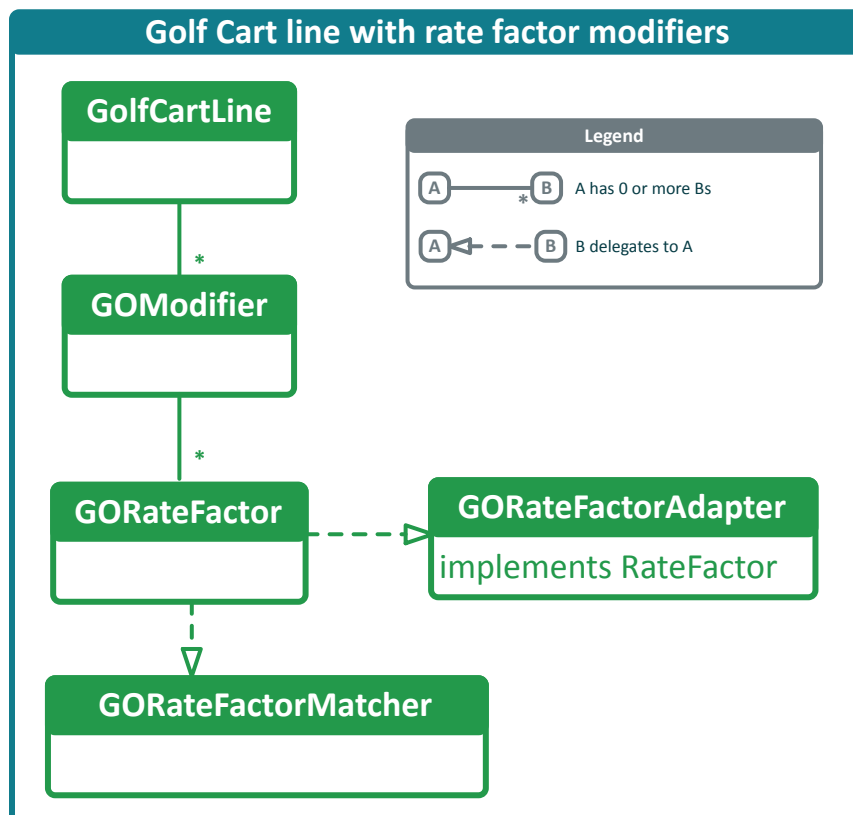 Golf Cart line with rate factor modifiers
GolfCartLine
Legend
A B A has 0 or more Bs
*
A B B delegates to A
*
GOModifier
*
GORateFactor
GORateFactorAdapter
implements RateFactor
GORateFactorMatcher